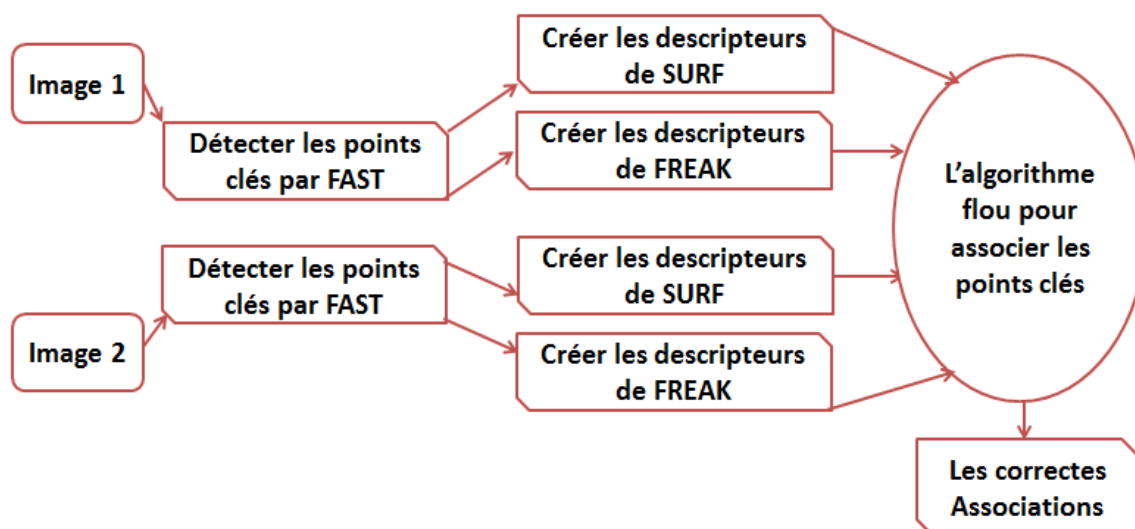 Image 1
Détecter les points
clés par FAST
Créer les descripteurs
de SURF
Créer les descripteurs
de FREAK
Image 2
Détecter les points
clés par FAST
Créer les descripteurs
de SURF
Créer les descripteurs
de FREAK
L’algorithme
flou pour
associer les
points clés
Les correctes
Associations